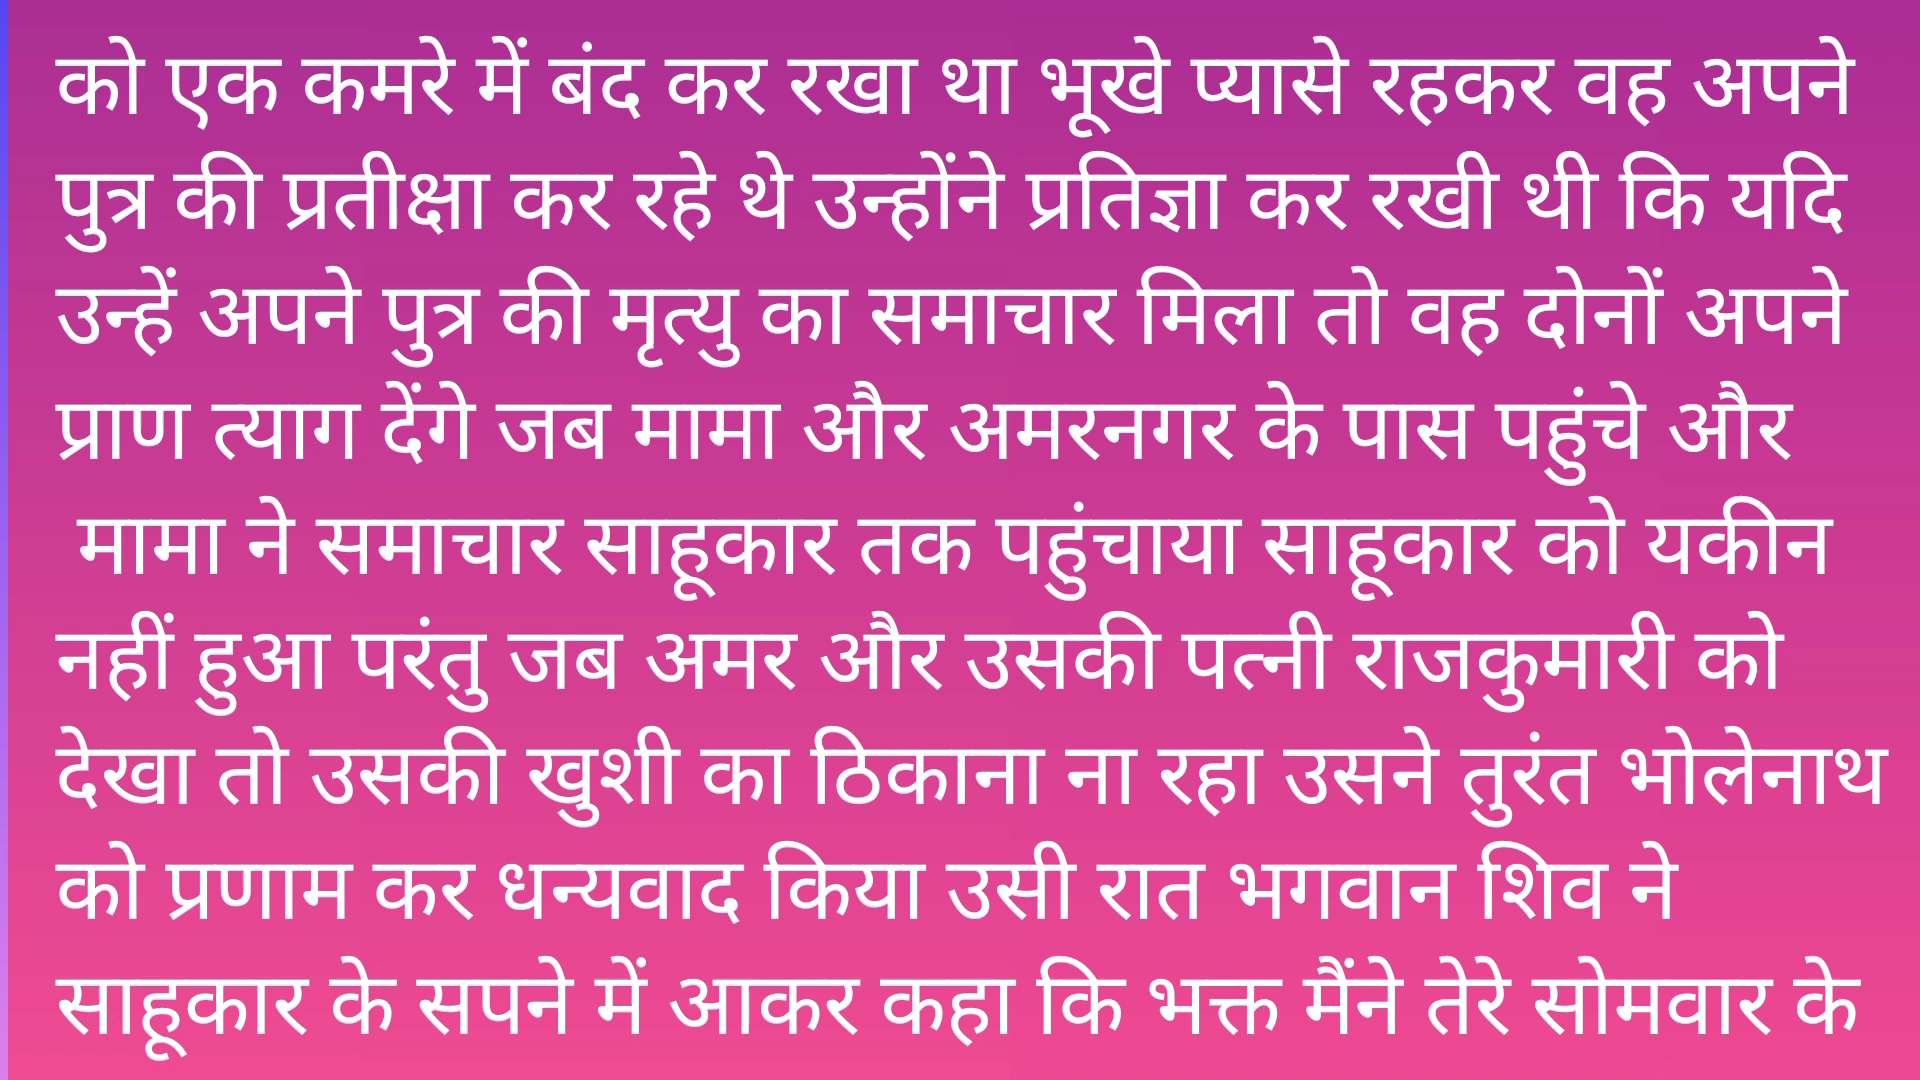 को एक कमरे में बंद कर रखा था भूखे प्यासे रहकर वह अपने
पुत्र की प्रतीक्षा कर रहे थे उन्होंने प्रतिज्ञा कर रखी थी कि यदि
उन्हें अपने पुत्र की मृत्यु का समाचार मिला तो वह दोनों अपने
प्राण त्याग देंगे जब मामा और अमरनगर के पास पहुंचे और
मामा ने समाचार साहूकार तक पहुंचाया साहूकार को यकीन
नहीं हुआ परंतु जब अमर और उसकी पत्नी राजकुमारी को
देखा तो उसकी खुशी का ठिकाना ना रहा उसने तुरंत भोलेनाथ
को प्रणाम कर धन्यवाद किया उसी रात भगवान शिव ने
साहूकार के सपने में आकर कहा कि भक्त मैंने तेरे सोमवार के